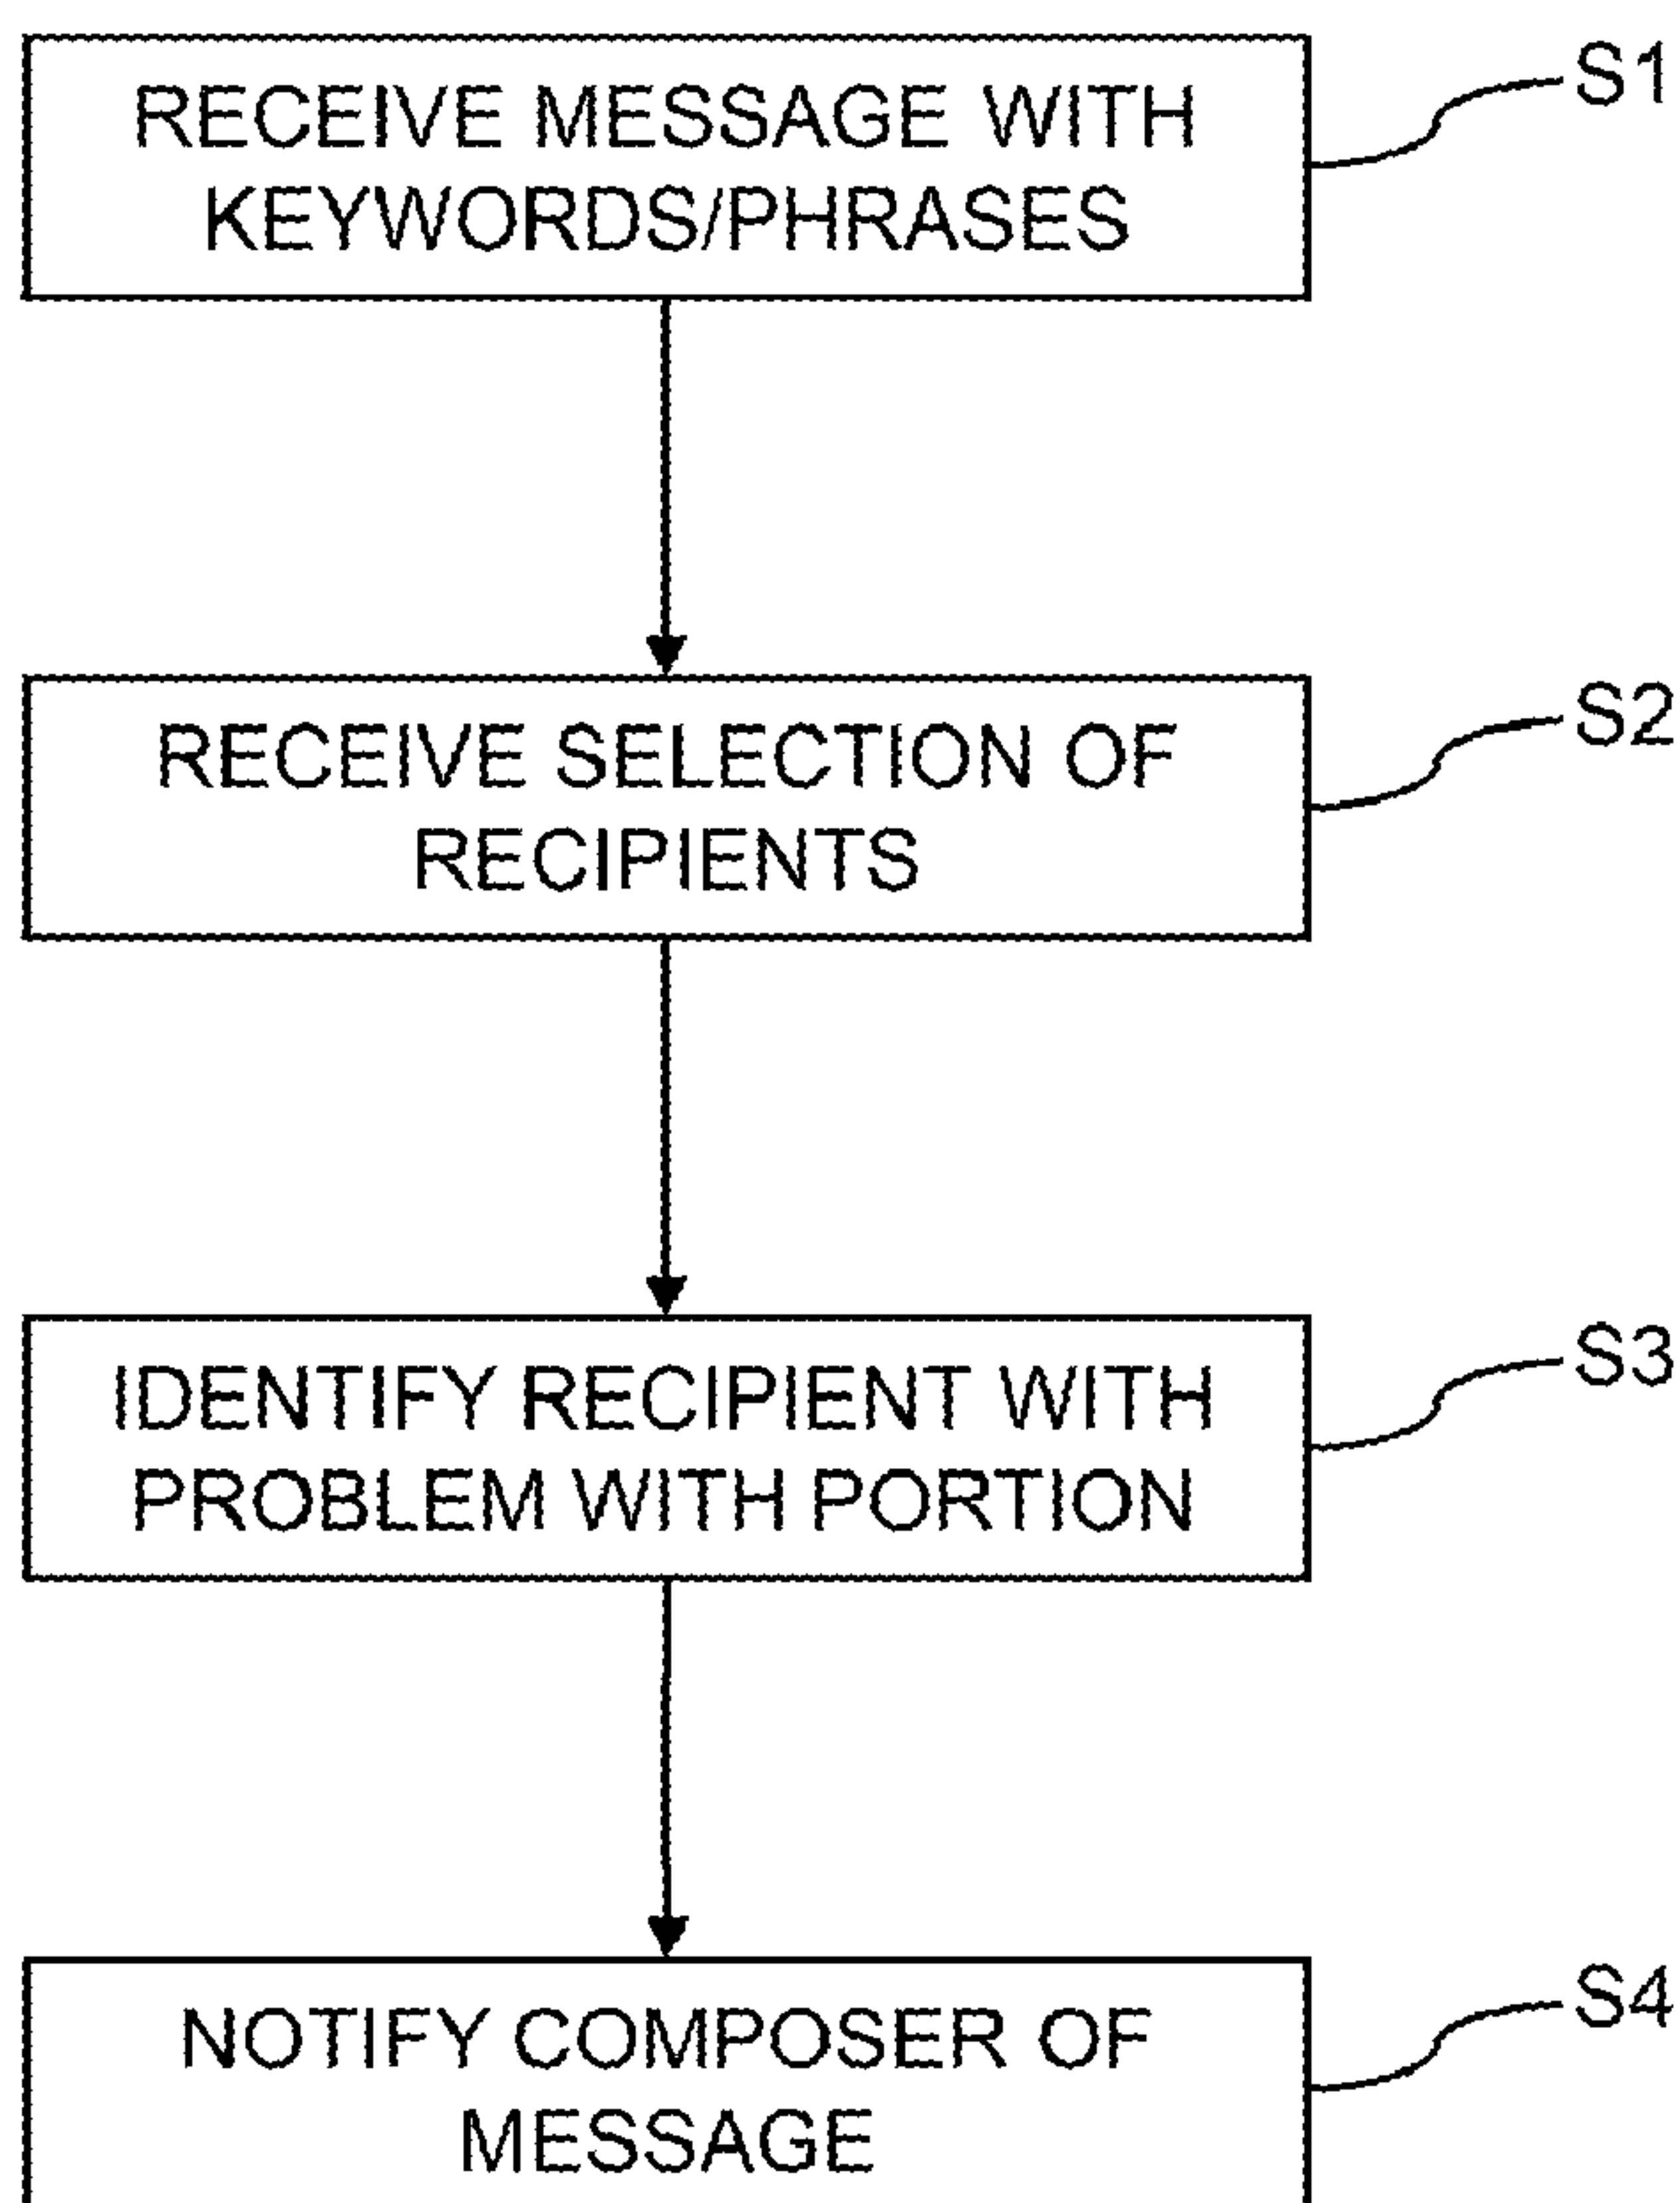 RECEIVE MESSAGE WITH
KEYWORDS/PHRASES
S1
RECEIVE SELECTION OF
RECIPIENTS
S2
IDENTIFY RECIPIENT WITH
PROBLEM WITH PORTION
S3
NOTIFY COMPOSER OF
MESSAGE
S4